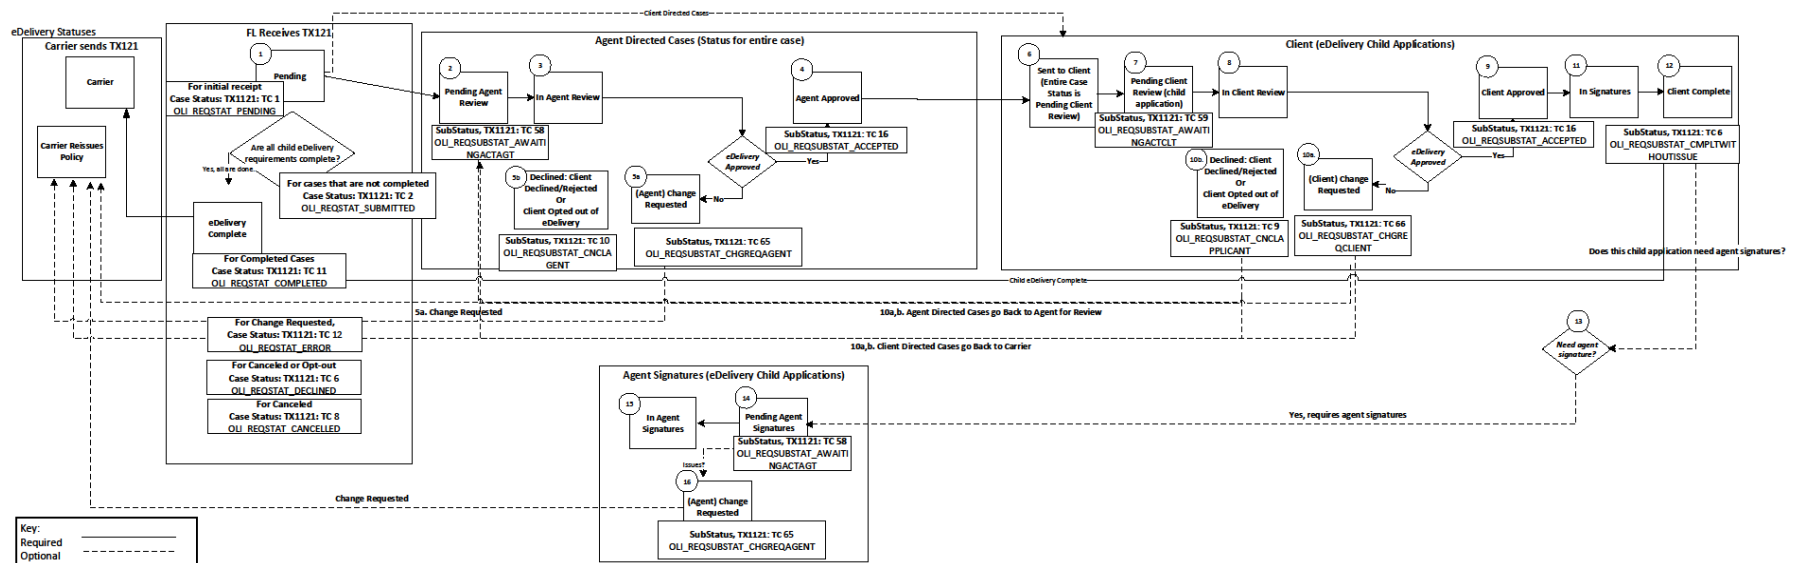 Client Directed Cases
eDelivery Statuses
Carrier sends TX121
Carrier
Carrier Reissues
Policy
FL Receives TX121
1
Pending
For initial receipt
Case Status: TX1121: TC 1
OLI_REQSTAT_PENDING
Are all child eDelivery
requirements complete?
Yes, all are done
For cases that are not completed
Case Status: TX1121: TC 2
OLI_REQSTAT_SUBMITTED
eDelivery
Complete
For Completed Cases
Case Status: TX1121: TC 11
OLI_REQSTAT_COMPLETED
For Change Requested,
Case Status: TX1121: TC 12
OLI_REQSTAT_ERROR
For Canceled or Opt-out
Case Status: TX1121: TC 6
OLI_REQSTAT_DECLINED
For Canceled
Case Status: TX1121: TC 8
OLI_REQSTAT_CANCELLED
Agent Directed Cases (Status for entire case)
2
Pending Agent
Review
SubStatus, TX1121: TC 58
OLI_REQSUBSTAT_AWAITI
NGACTAGT
3
In Agent Review
4
Agent Approved
SubStatus, TX1121: TC 16
OLI_REQSUBSTAT_ACCEPTED
eDelivery
Approved
Yes
No
5b
Declined: Client
Declined/Rejected
Or
Client Opted out of
eDelivery
SubStatus, TX1121: TC 10
OLI_REQSUBSTAT_CNCLA
GENT
5a
(Agent) Change
Requested
SubStatus, TX1121: TC 65
OLI_REQSUBSTAT_CHGREQAGENT
Client (eDelivery Child Applications)
6
Sent to Client
(Entire Case
Status is
Pending Client
Review)
7
Pending Client
Review (child
application)
SubStatus, TX1121: TC 59
OLI_REQSUBSTAT_AWAITI
NGACTCLT
8
In Client Review
9
Client Approved
SubStatus, TX1121: TC 16
OLI_REQSUBSTAT_ACCEPTED
11
In Signatures
12
Client Complete
SubStatus, TX1121: TC 6
OLI_REQSUBSTAT_CMPLTWIT
HOUTISSUE
eDelivery
Approved
Yes
No
10b.
Declined: Client
Declined/Rejected
Or
Client Opted out of
eDelivery
SubStatus, TX1121: TC 9
OLI_REQSUBSTAT_CNCLA
PPLICANT
10a.
(Client) Change
Requested
SubStatus, TX1121: TC 66
OLI_REQSUBSTAT_CHGRE
QCLIENT
Does this child application need agent signatures?
Child eDelivery Complete
5a. Change Requested
10a,b. Agent Directed Cases go Back to Agent for Review
10a,b. Client Directed Cases go Back to Carrier
13
Need agent
signature?
Yes, requires agent signatures
Agent Signatures (eDelivery Child Applications)
15
In Agent
Signatures
14
Pending Agent
Signatures
SubStatus, TX1121: TC 58
OLI_REQSUBSTAT_AWAITI
NGACTAGT
Issues?
16
(Agent) Change
Requested
SubStatus, TX1121: TC 65
OLI_REQSUBSTAT_CHGREQAGENT
Change Requested
Key:
Required
Optional